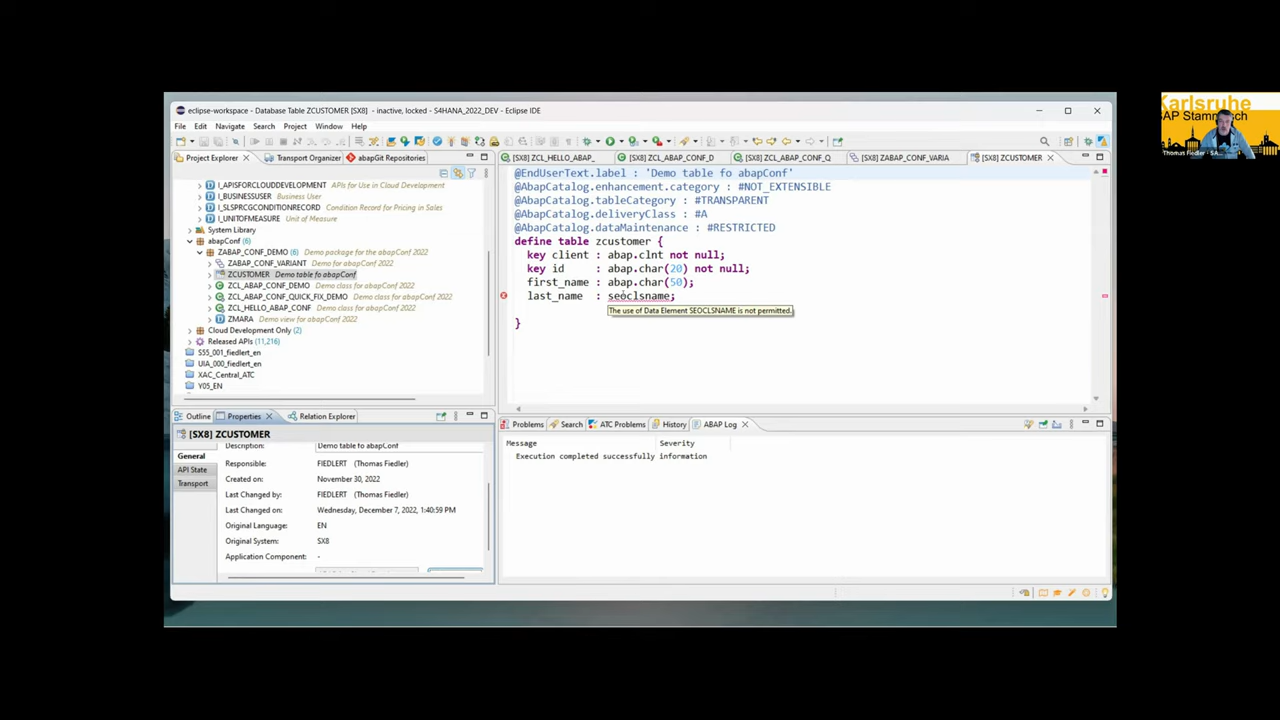 Karlsruhe
SAP Stammtisch
Thomas Fiedler - SA...
eclipse-workspace - Database Table ZCUSTOMER [SX8] - inactive, locked - S4HANA_2022_DEV - Eclipse IDE
File Edit Navigate Search Project Run Window Help
Project Explorer Transport Organizer abapGit Repositories
I_APISFORCLOUDDEVELOPMENT APIs for Use in Cloud Development
I_BUSINESSUSER Business User
I_SLSPRCGCONDITIONRECORD Condition Record for Pricing in Sales
I_UNITOFMEASURE Unit of Measure
System Library
abapConf (6)
ZABAP_CONF_DEMO (6) Demo package for the abapConf 2022
ZABAP_CONF_VARIANT Demo for abapConf 2022
ZCUSTOMER Demo table fo abapConf
ZCL_ABAP_CONF_DEMO Demo class for abapConf 2022
ZCL_ABAP_CONF_QUICK_FIX_DEMO Demo class for abapConf 2022
ZCL_HELLO_ABAP_CONF Demo class for abapConf 2022
ZMARA Demo view for abapConf 2022
Cloud Development Only (2)
Released APIs (11,216)
S55_001_fiedlert_en
UIA_000_fiedlert_en
XAC_Central_ATC
Y05_EN
[SX8] ZCL_HELLO_ABAP_ [SX8] ZCL_ABAP_CONF_D [SX8] ZCL_ABAP_CONF_Q [SX8] ZABAP_CONF_VARIA [SX8] ZCUSTOMER
@EndUserText.label : 'Demo table fo abapConf'
@AbapCatalog.enhancement.category : #NOT_EXTENSIBLE
@AbapCatalog.tableCategory : #TRANSPARENT
@AbapCatalog.deliveryClass : #A
@AbapCatalog.dataMaintenance : #RESTRICTED
define table zcustomer {
key client : abap.clnt not null;
key id : abap.char(20) not null;
first_name : abap.char(50);
last_name : seoclsname;
The use of Data Element SEOCLSNAME is not permitted.
}
Outline Properties Relation Explorer
[SX8] ZCUSTOMER
General
API State
Transport
Description: Demo table fo abapConf
Responsible: FIEDLERT (Thomas Fiedler)
Created on: November 30, 2022
Last Changed by: FIEDLERT (Thomas Fiedler)
Last Changed on: Wednesday, December 7, 2022, 1:40:59 PM
Original Language: EN
Original System: SX8
Application Component: -
Problems Search ATC Problems History ABAP Log
Message Severity
Execution completed successfully information